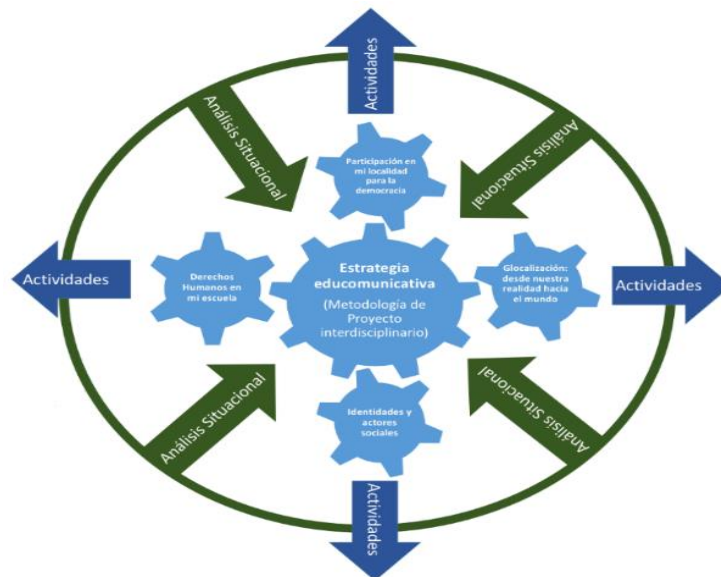 Actividades
Análisis Situacional
Análisis Situacional
Participación en
mi localidad
para la
democracia
Actividades
Derechos
Humanos en
mi escuela
Estrategia
educomunicativa
(Metodología de
Proyecto
interdisciplinario)
Glocalización:
desde nuestra
realidad hacia
el mundo
Actividades
Análisis Situacional
Análisis Situacional
Identidades y
actores
sociales
Actividades